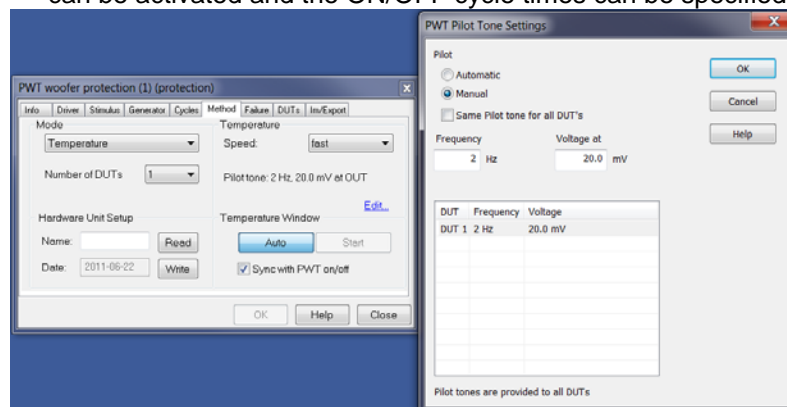 can be activated and the ON/OFF cycle times can be specified
PWT woofer protection (1) (protection)
Info Driver Stimulus Generator Cycles Method Failure DUTs Im/Export
Mode
Temperature
Number of DUTs 1
Hardware Unit Setup
Name: Read
Date: 2011-06-22 Write
Temperature
Speed: fast
Pilot tone: 2 Hz, 20.0 mV at OUT
Edit...
Temperature Window
Auto Start
Sync with PWT on/off
OK Help Close
PWT Pilot Tone Settings
Pilot
Automatic
Manual
Same Pilot tone for all DUT's
Frequency Voltage at
2 Hz 20.0 mV
OK
Cancel
Help
DUT Frequency Voltage
DUT 1 2 Hz 20.0 mV
Pilot tones are provided to all DUTs